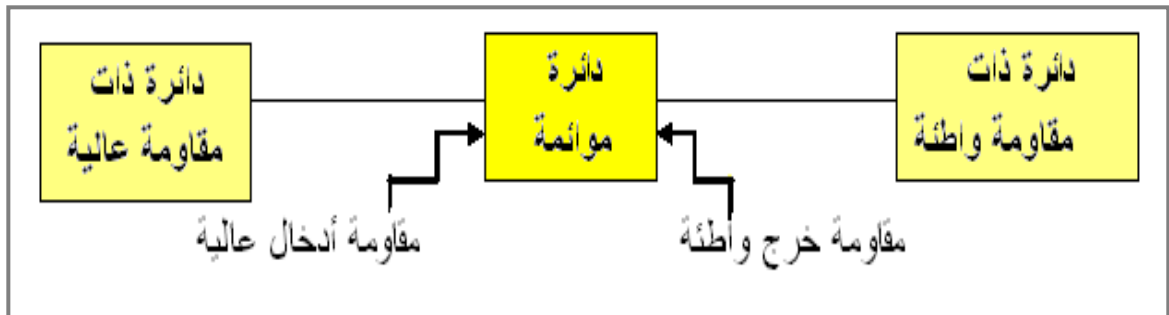 دائرة ذات
مقاومة عالية
دائرة
موائمة
دائرة ذات
مقاومة واطئة
مقاومة أدخال عالية
مقاومة خرج واطئة